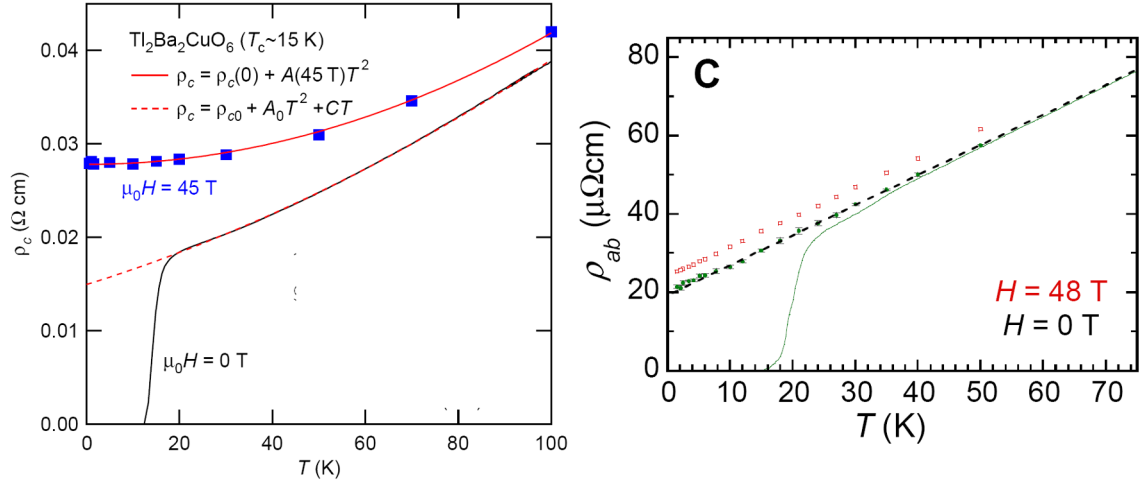 Tl₂Ba₂CuO₆ (Tc~15 K)
ρc = ρc(0) + A(45 T)T²
ρc = ρc0 + A₀T² +CT
μ₀H = 45 T
μ₀H = 0 T
ρc (Ω cm)
0.04
0.03
0.02
0.01
0.00
0
20
40
60
80
100
T (K)
C
H = 48 T
H = 0 T
ρab (μΩcm)
80
60
40
20
0
0
10
20
30
40
50
60
70
T (K)